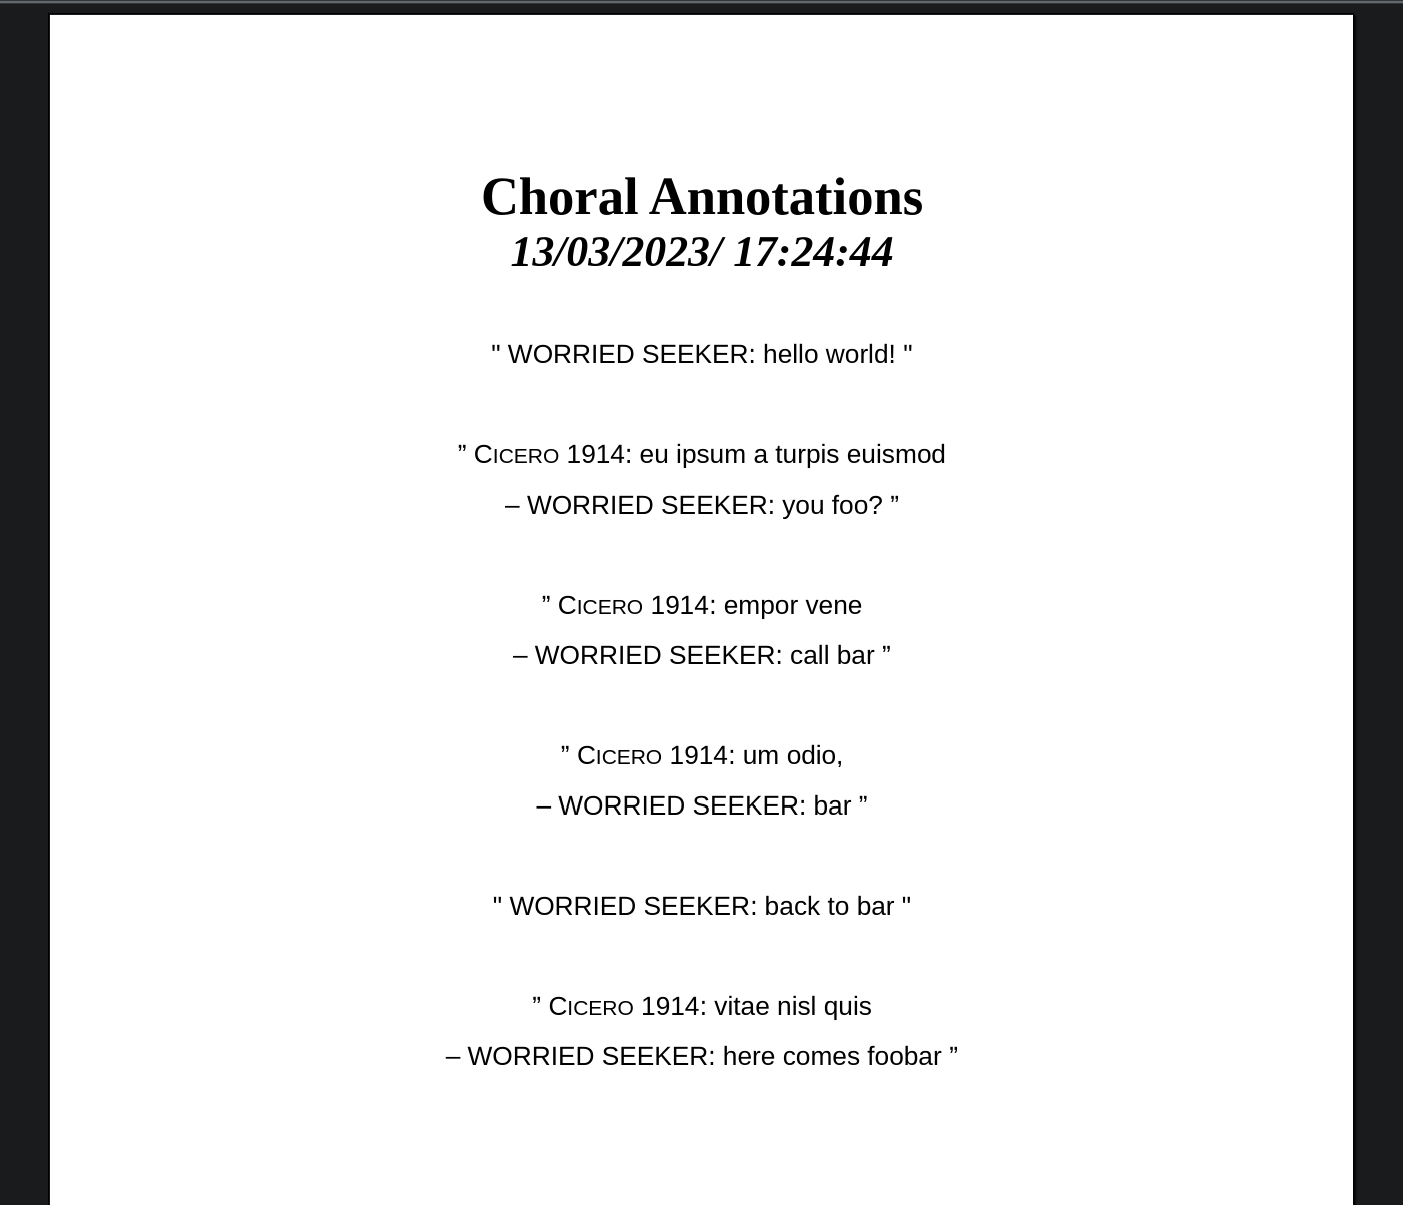 Choral Annotations
13/03/2023/ 17:24:44
" WORRIED SEEKER: hello world! "
” CICERO 1914: eu ipsum a turpis euismod
– WORRIED SEEKER: you foo? ”
” CICERO 1914: empor vene
– WORRIED SEEKER: call bar ”
” CICERO 1914: um odio,
– WORRIED SEEKER: bar ”
" WORRIED SEEKER: back to bar "
” CICERO 1914: vitae nisl quis
– WORRIED SEEKER: here comes foobar ”